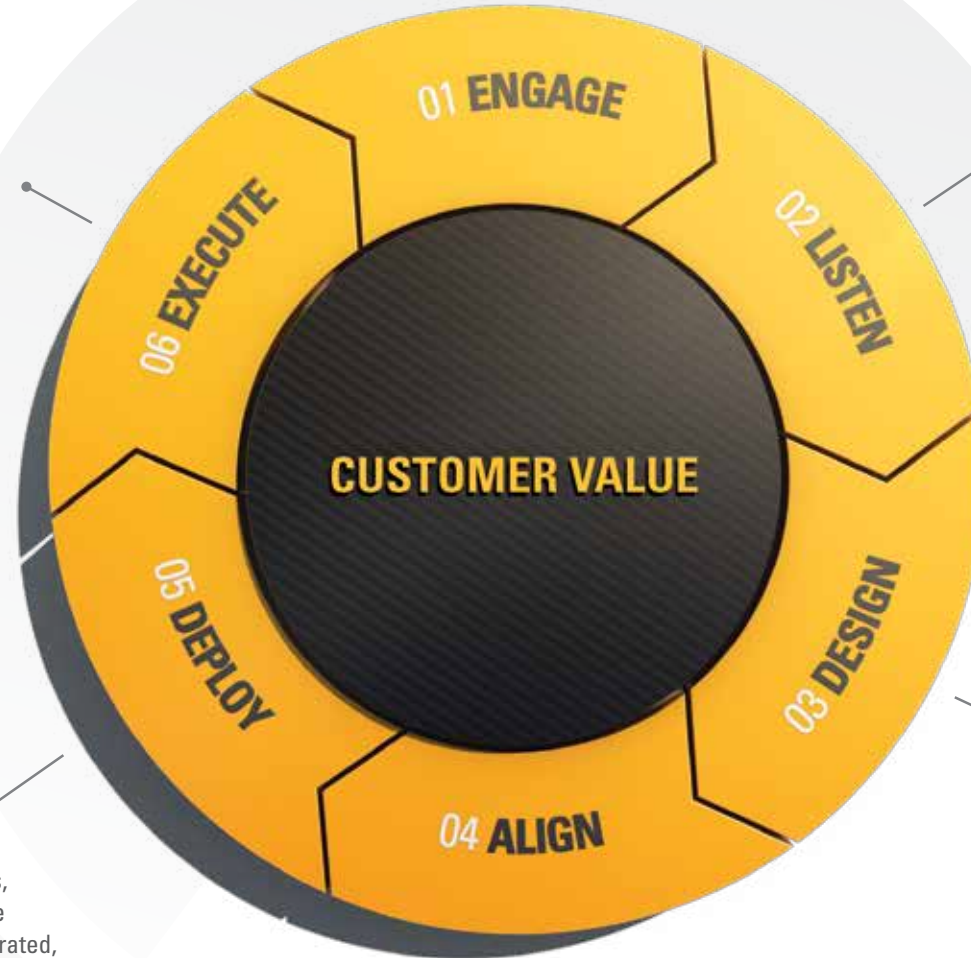 01 ENGAGE
02 LISTEN
03 DESIGN
04 ALIGN
05 DEPLOY
06 EXECUTE
CUSTOMER VALUE